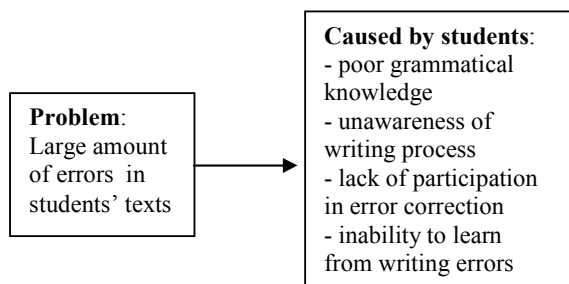 Problem:
Large amount
of errors in
students' texts
Caused by students:
- poor grammatical
knowledge
- unawareness of
writing process
- lack of participation
in error correction
- inability to learn
from writing errors